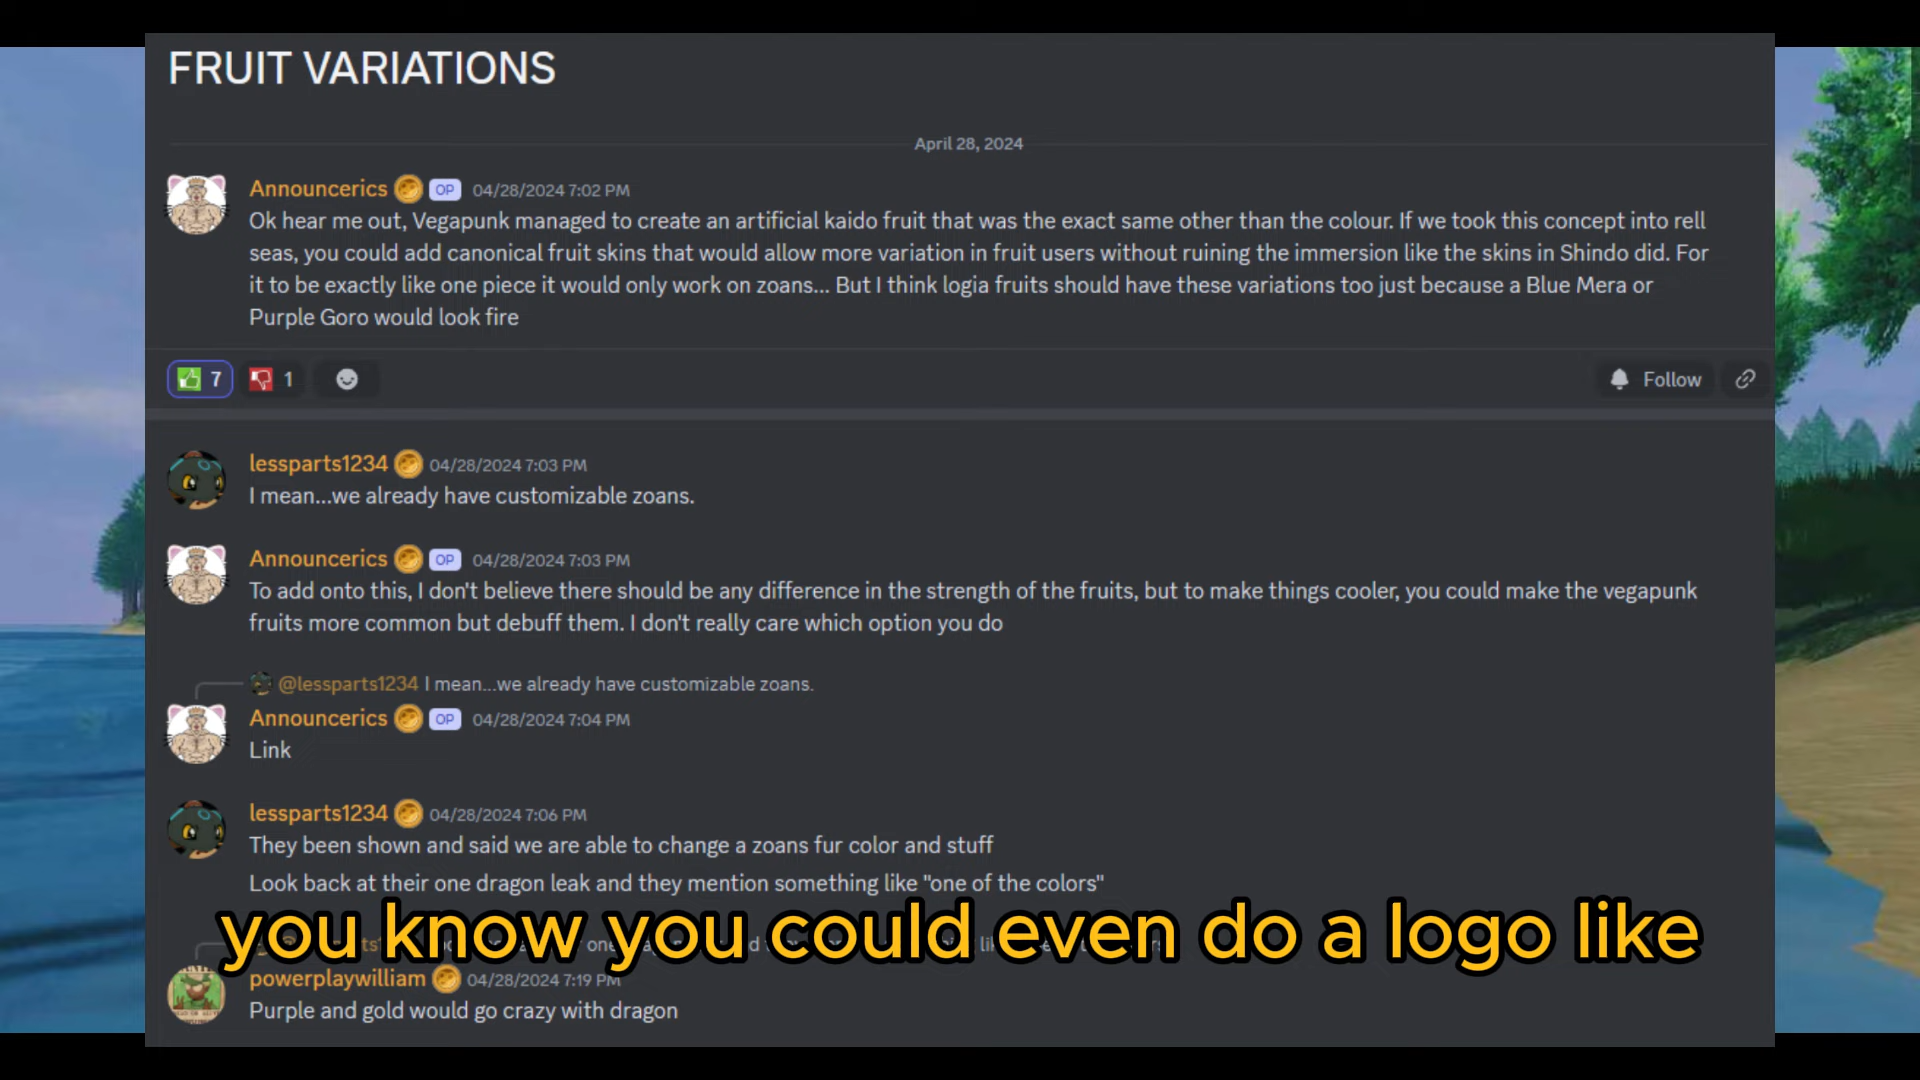 FRUIT VARIATIONS
April 28, 2024
Announcerics OP 04/28/2024 7:02 PM
Ok hear me out, Vegapunk managed to create an artificial kaido fruit that was the exact same other than the colour. If we took this concept into rell
seas, you could add canonical fruit skins that would allow more variation in fruit users without ruining the immersion like the skins in Shindo did. For
it to be exactly like one piece it would only work on zoans... But I think logia fruits should have these variations too just because a Blue Mera or
Purple Goro would look fire
7 1
Follow
lessparts1234 04/28/2024 7:03 PM
I mean...we already have customizable zoans.
Announcerics OP 04/28/2024 7:03 PM
To add onto this, I don't believe there should be any difference in the strength of the fruits, but to make things cooler, you could make the vegapunk
fruits more common but debuff them. I don't really care which option you do
@lessparts1234 I mean...we already have customizable zoans.
Announcerics OP 04/28/2024 7:04 PM
Link
lessparts1234 04/28/2024 7:06 PM
They been shown and said we are able to change a zoans fur color and stuff
Look back at their one dragon leak and they mention something like "one of the colors"
you know you could even do a logo like
powerplaywilliam 04/28/2024 7:19 PM
Purple and gold would go crazy with dragon